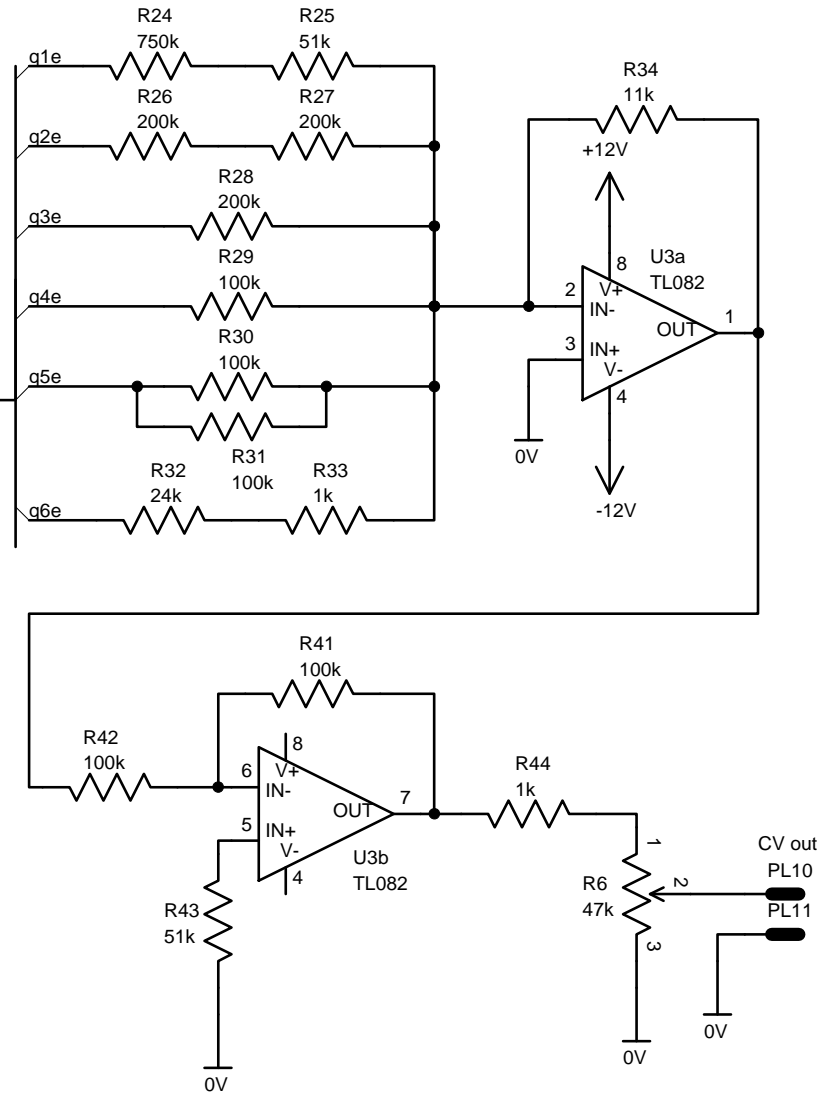 R24
750k
R25
51k
q1e
R26
200k
R27
200k
q2e
R28
200k
q3e
R29
100k
q4e
R30
100k
q5e
R31
100k
R32
24k
R33
1k
q6e
R34
11k
+12V
U3a
TL082
8
V+
2
IN-
OUT
1
3
IN+
V-
4
0V
-12V
R41
100k
R42
100k
8
V+
6
IN-
OUT
7
5
IN+
V-
4
U3b
TL082
R43
51k
0V
R44
1k
1
R6
47k
2
3
0V
CV out
PL10
PL11
0V